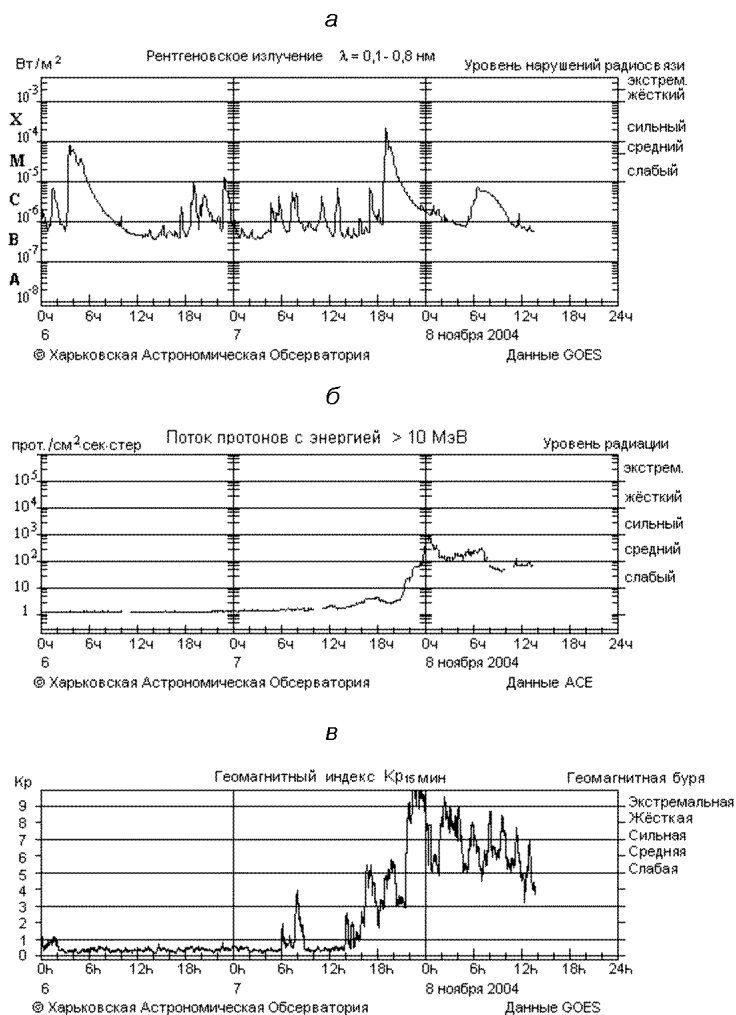 а
Рентгеновское излучение λ = 0,1- 0,8 нм
Вт/м² Уровень нарушений радиосвязи
экстрем.
10⁻³ жёсткий
X
10⁻⁴ сильный
M средний
10⁻⁵ слабый
C
10⁻⁶
B
10⁻⁷
A
10⁻⁸
0ч 6ч 12ч 18ч 0ч 6ч 12ч 18ч 0ч 6ч 12ч 18ч 24ч
6 7 8 ноября 2004
© Харьковская Астрономическая Обсерватория Данные GOES
б
прот./см²·сек·стер Поток протонов с энергией > 10 МэВ Уровень радиации
экстрем.
10⁵
жёсткий
10⁴
сильный
10³
средний
10²
слабый
10
1
0ч 6ч 12ч 18ч 0ч 6ч 12ч 18ч 0ч 6ч 12ч 18ч 24ч
6 7 8 ноября 2004
© Харьковская Астрономическая Обсерватория Данные ACE
в
Кр Геомагнитный индекс Кр₁₅мин Геомагнитная буря
9 Экстремальная
8 Жёсткая
7 Сильная
6 Средняя
5 Слабая
4
3
2
1
0
0h 6h 12h 18h 0h 6h 12h 18h 0h 6h 12h 18h 24h
6 7 8 ноября 2004
© Харьковская Астрономическая Обсерватория Данные GOES